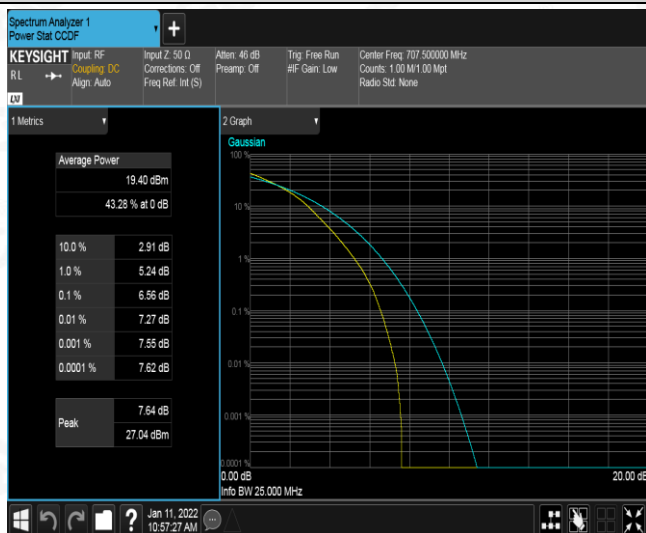 Spectrum Analyzer 1
Power Stat CCDF
+
KEYSIGHT
RL
LXI
Input: RF
Coupling: DC
Align: Auto
Input Z: 50 Ω
Corrections: Off
Freq Ref: Int (S)
Atten: 46 dB
Preamp: Off
Trig: Free Run
#IF Gain: Low
Center Freq: 707.500000 MHz
Counts: 1.00 M/1.00 Mpt
Radio Std: None
1 Metrics
Average Power
19.40 dBm
43.28 % at 0 dB
10.0 % 2.91 dB
1.0 % 5.24 dB
0.1 % 6.56 dB
0.01 % 7.27 dB
0.001 % 7.55 dB
0.0001 % 7.62 dB
Peak
7.64 dB
27.04 dBm
2 Graph
Gaussian
100 %
10 %
1 %
0.1 %
0.01 %
0.001 %
0.0001 %
0.00 dB 20.00 dB
Info BW 25.000 MHz
?
Jan 11, 2022
10:57:27 AM